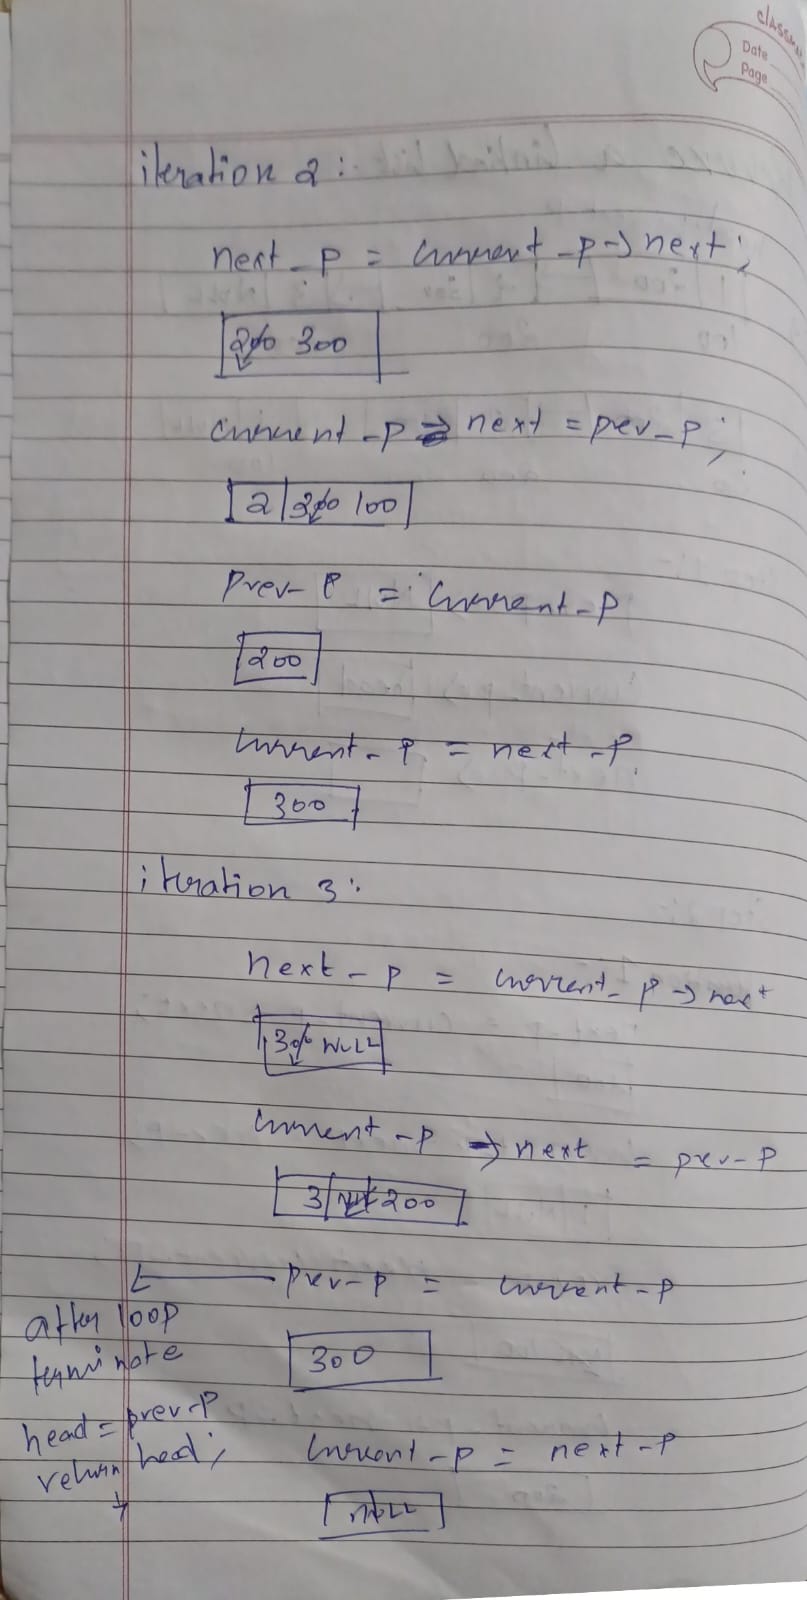 classmate
Date
Page
iteration 2:
next_p = current_p->next;
200 300
current_p->next = prev_p;
2 | 300 100
prev_p = current_p
200
current_p = next_p
300
iteration 3:
next_p = current_p->next
300 NULL
current_p->next = prev_p
3 | 200
prev_p = current_p
300
after loop
terminate
head = prev_p
return head;
current_p = next_p
NULL